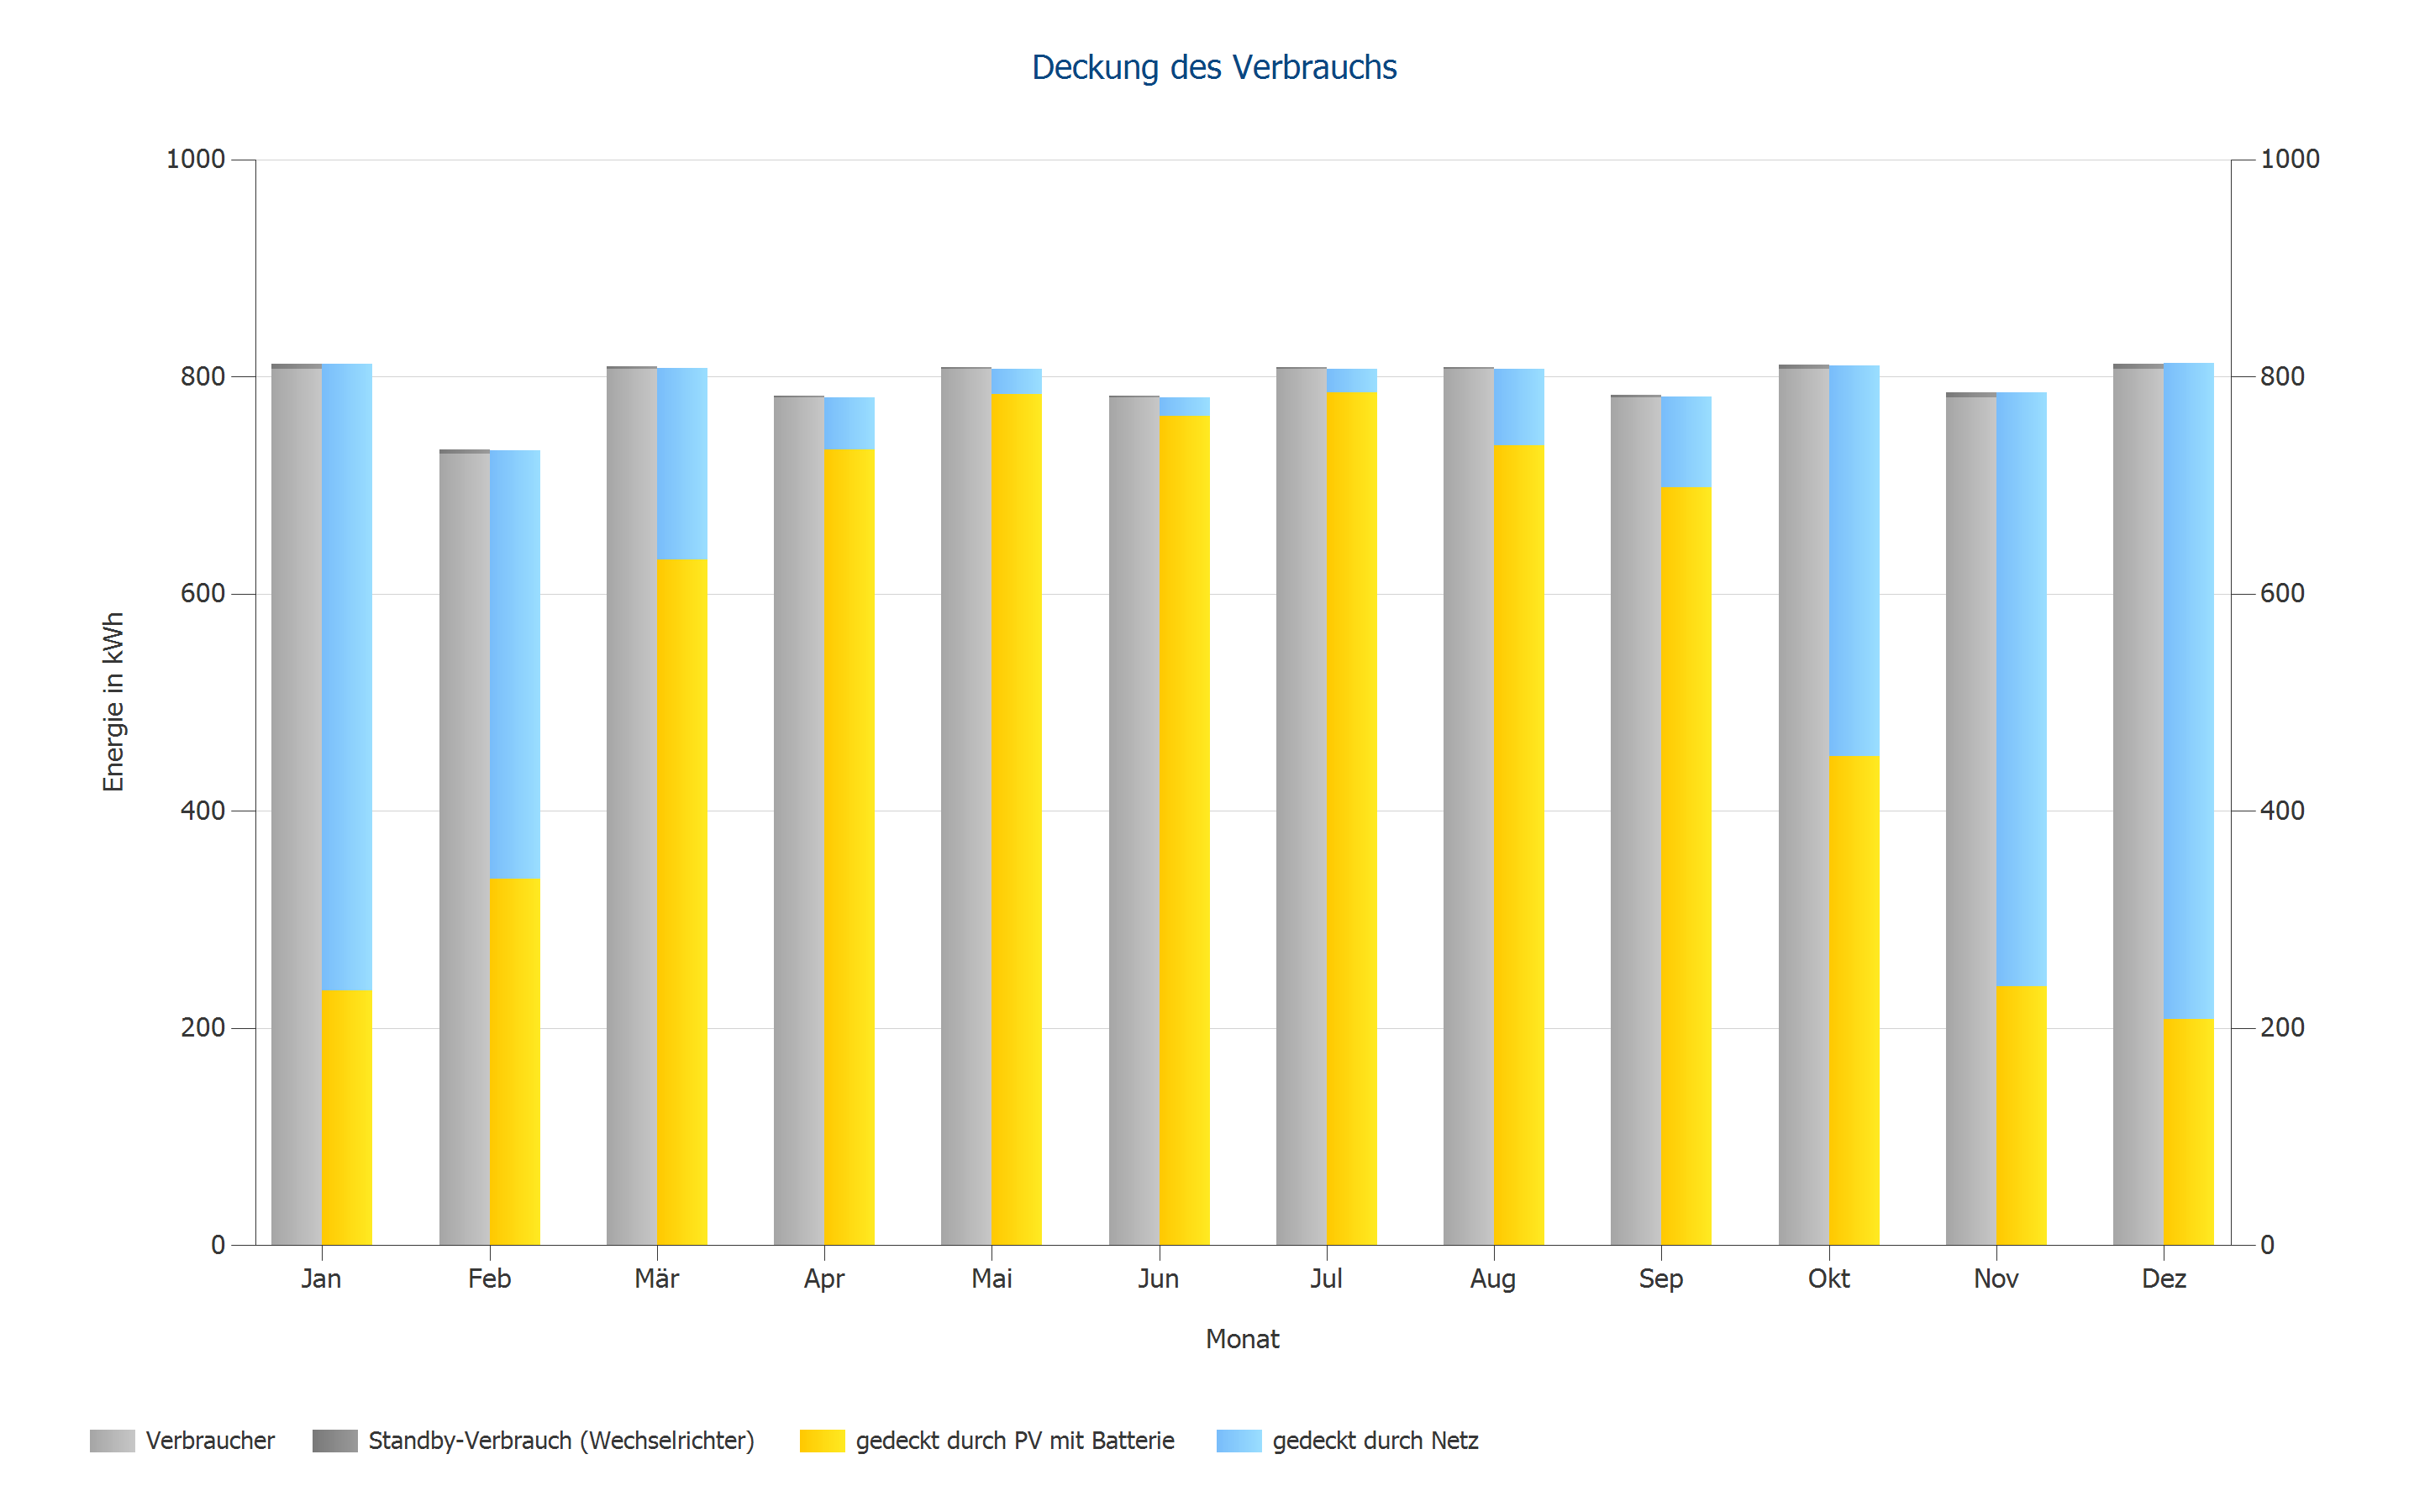 Deckung des Verbrauchs
1000 1000
800 800
600 600
400 400
200 200
0 0
Energie in kWh
Jan Feb Mär Apr Mai Jun Jul Aug Sep Okt Nov Dez
Monat
Verbraucher Standby-Verbrauch (Wechselrichter) gedeckt durch PV mit Batterie gedeckt durch Netz